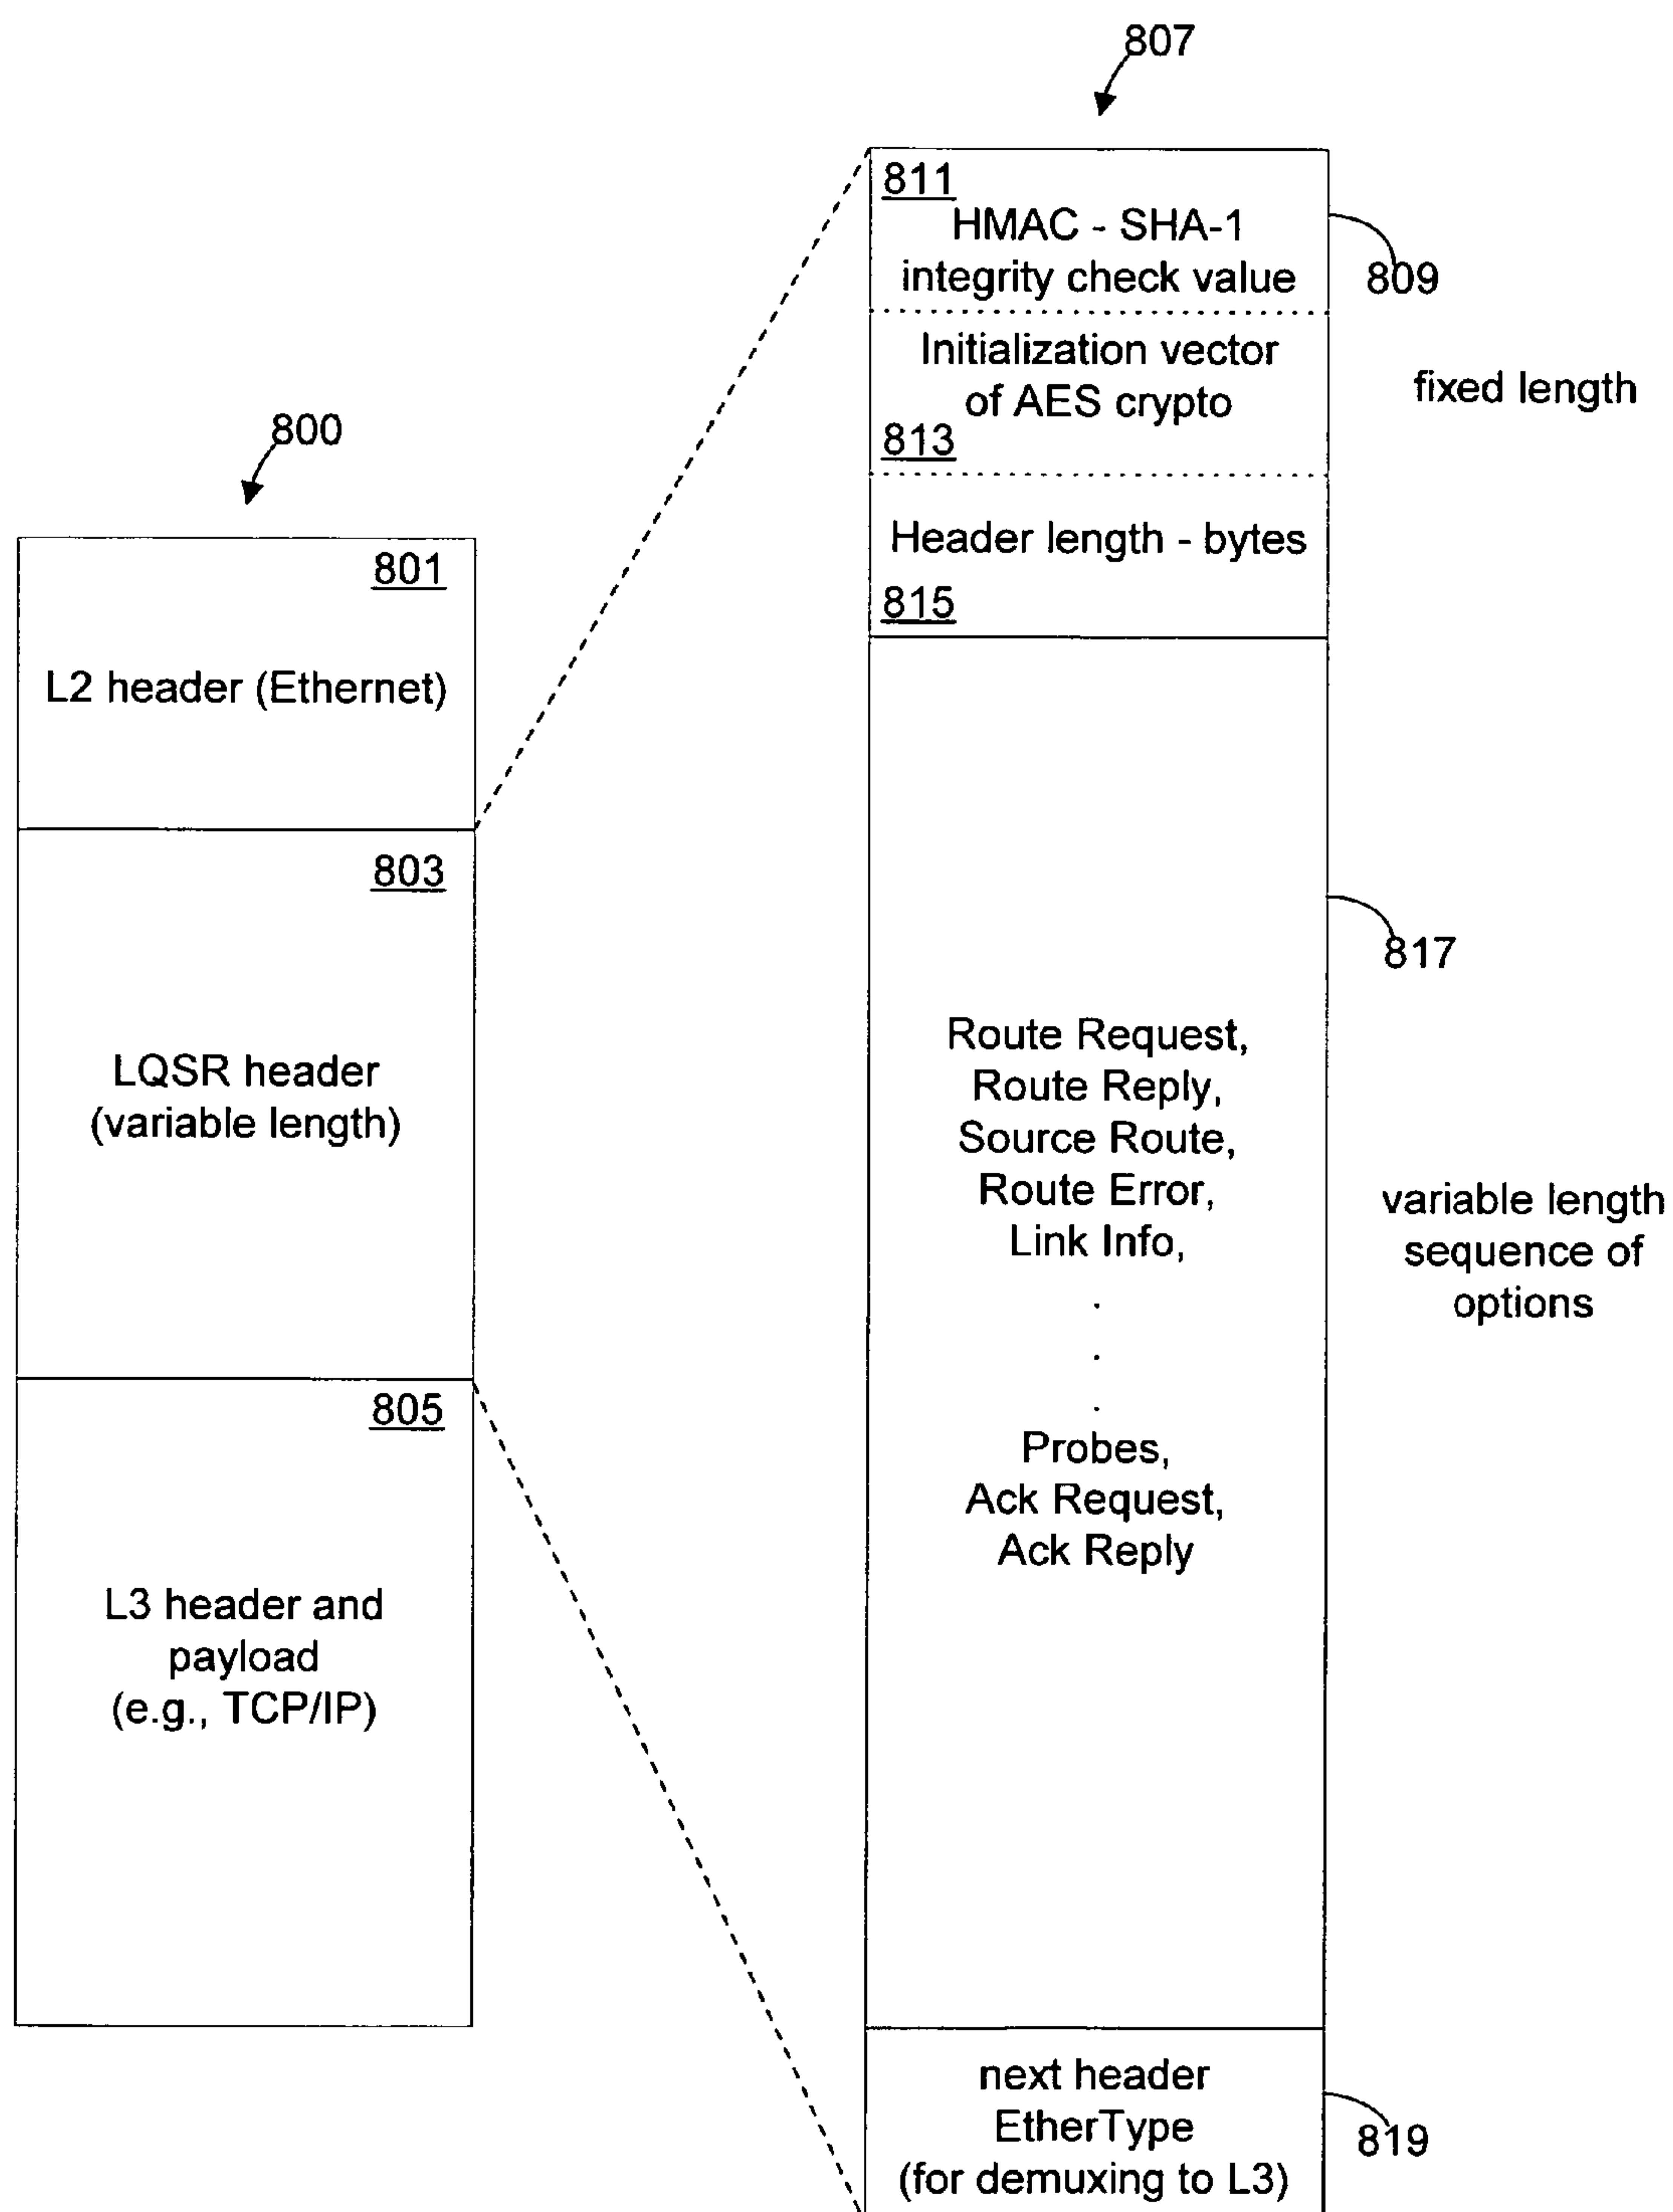 807
811
HMAC - SHA-1
integrity check value
809
Initialization vector
of AES crypto
813
fixed length
Header length - bytes
815
800
801
L2 header (Ethernet)
803
LQSR header
(variable length)
805
L3 header and
payload
(e.g., TCP/IP)
817
Route Request,
Route Reply,
Source Route,
Route Error,
Link Info,
.
.
.
Probes,
Ack Request,
Ack Reply
variable length
sequence of
options
next header
EtherType
(for demuxing to L3)
819